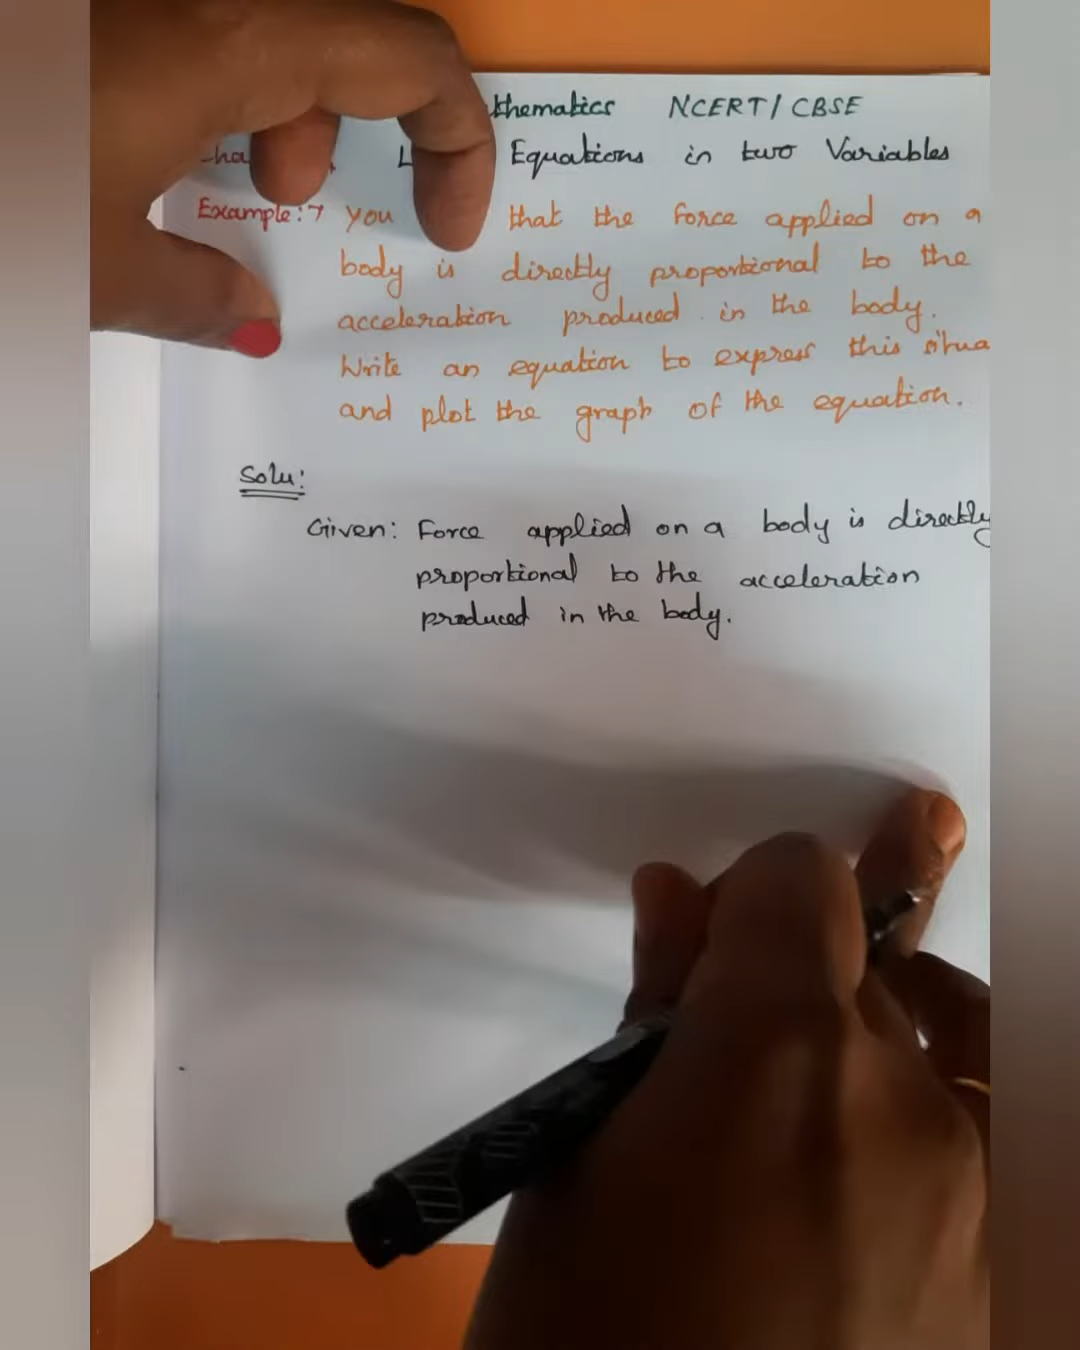 thematics NCERT/CBSE
Equations in two Variables
Example:7 you that the force applied on a
body is directly proportional to the
acceleration produced in the body.
Write an equation to express this situa
and plot the graph of the equation.
Solu:
Given: Force applied on a body is directly
proportional to the acceleration
produced in the body.